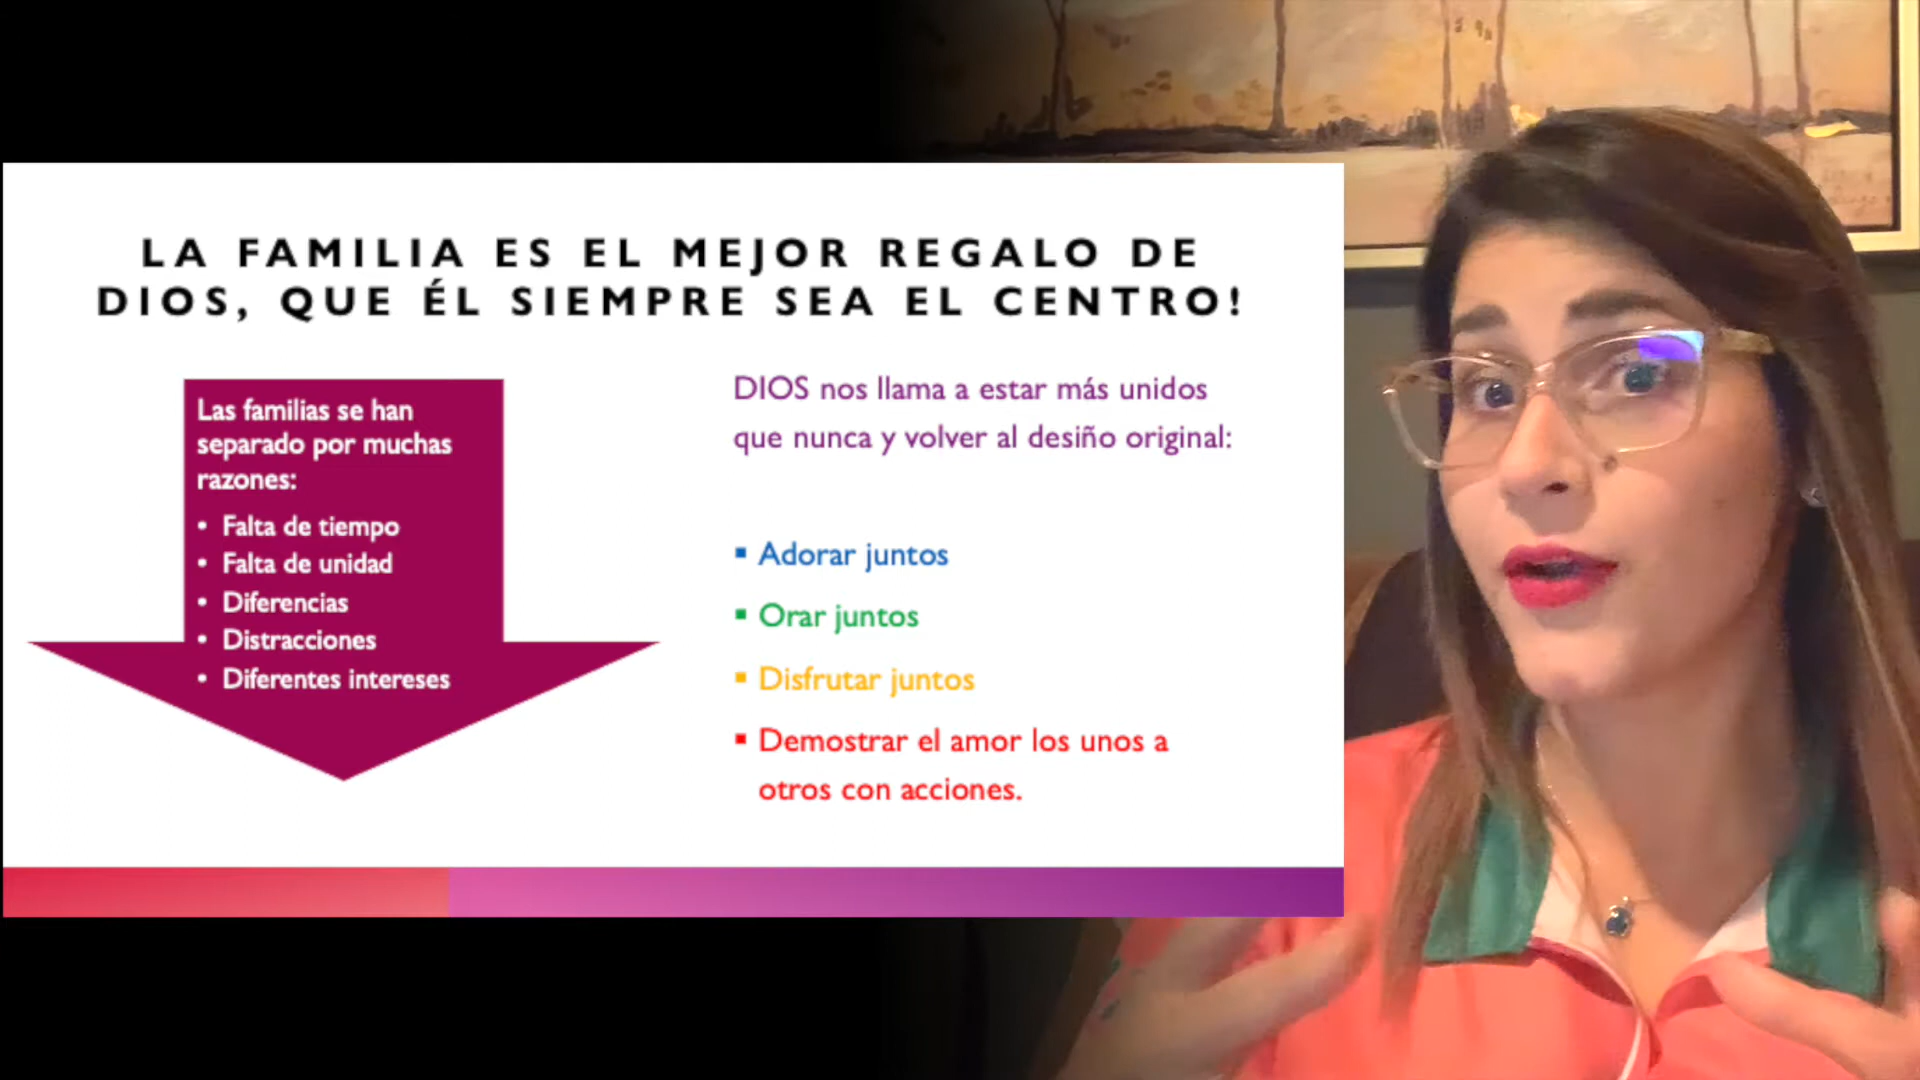 LA FAMILIA ES EL MEJOR REGALO DE
DIOS, QUE ÉL SIEMPRE SEA EL CENTRO!
Las familias se han
separado por muchas
razones:
• Falta de tiempo
• Falta de unidad
• Diferencias
• Distracciones
• Diferentes intereses
DIOS nos llama a estar más unidos
que nunca y volver al desiño original:
▪ Adorar juntos
▪ Orar juntos
▪ Disfrutar juntos
▪ Demostrar el amor los unos a
otros con acciones.